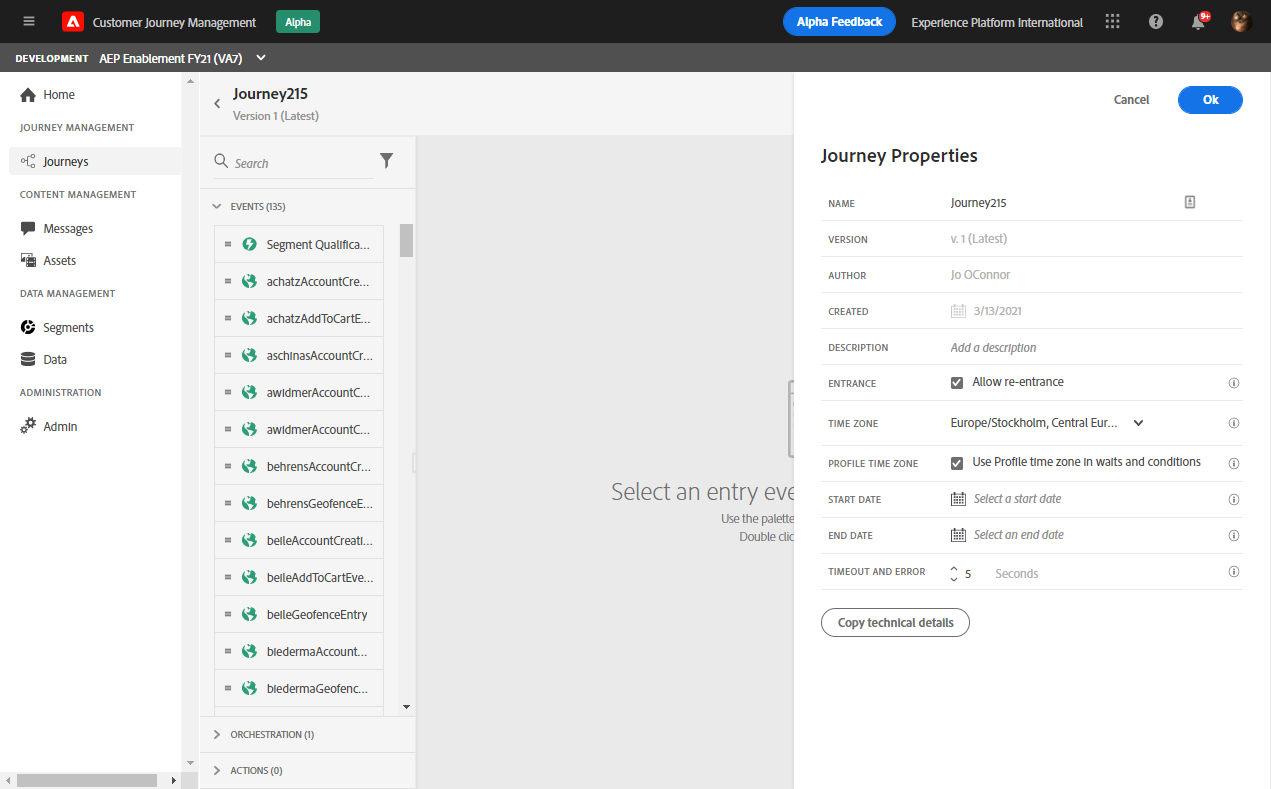 Customer Journey Management
Alpha
Alpha Feedback
Experience Platform International
9+
DEVELOPMENT AEP Enablement FY21 (VA7)
Home
JOURNEY MANAGEMENT
Journeys
CONTENT MANAGEMENT
Messages
Assets
DATA MANAGEMENT
Segments
Data
ADMINISTRATION
Admin
Journey215
Version 1 (Latest)
Search
EVENTS (135)
Segment Qualifica...
achatzAccountCre...
achatzAddToCartE...
aschinasAccountCr...
awidmerAccountC...
awidmerAccountC...
behrensAccountCr...
behrensGeofenceE...
beileAccountCreati...
beileAddToCartEve...
beileGeofenceEntry
biedermaAccount...
biedermaGeofenc...
ORCHESTRATION (1)
ACTIONS (0)
Select an entry eve
Use the palette
Double clic
Cancel
Ok
Journey Properties
NAME Journey215
VERSION v. 1 (Latest)
AUTHOR Jo OConnor
CREATED 3/13/2021
DESCRIPTION Add a description
ENTRANCE Allow re-entrance
TIME ZONE Europe/Stockholm, Central Eur...
PROFILE TIME ZONE Use Profile time zone in waits and conditions
START DATE Select a start date
END DATE Select an end date
TIMEOUT AND ERROR 5 Seconds
Copy technical details